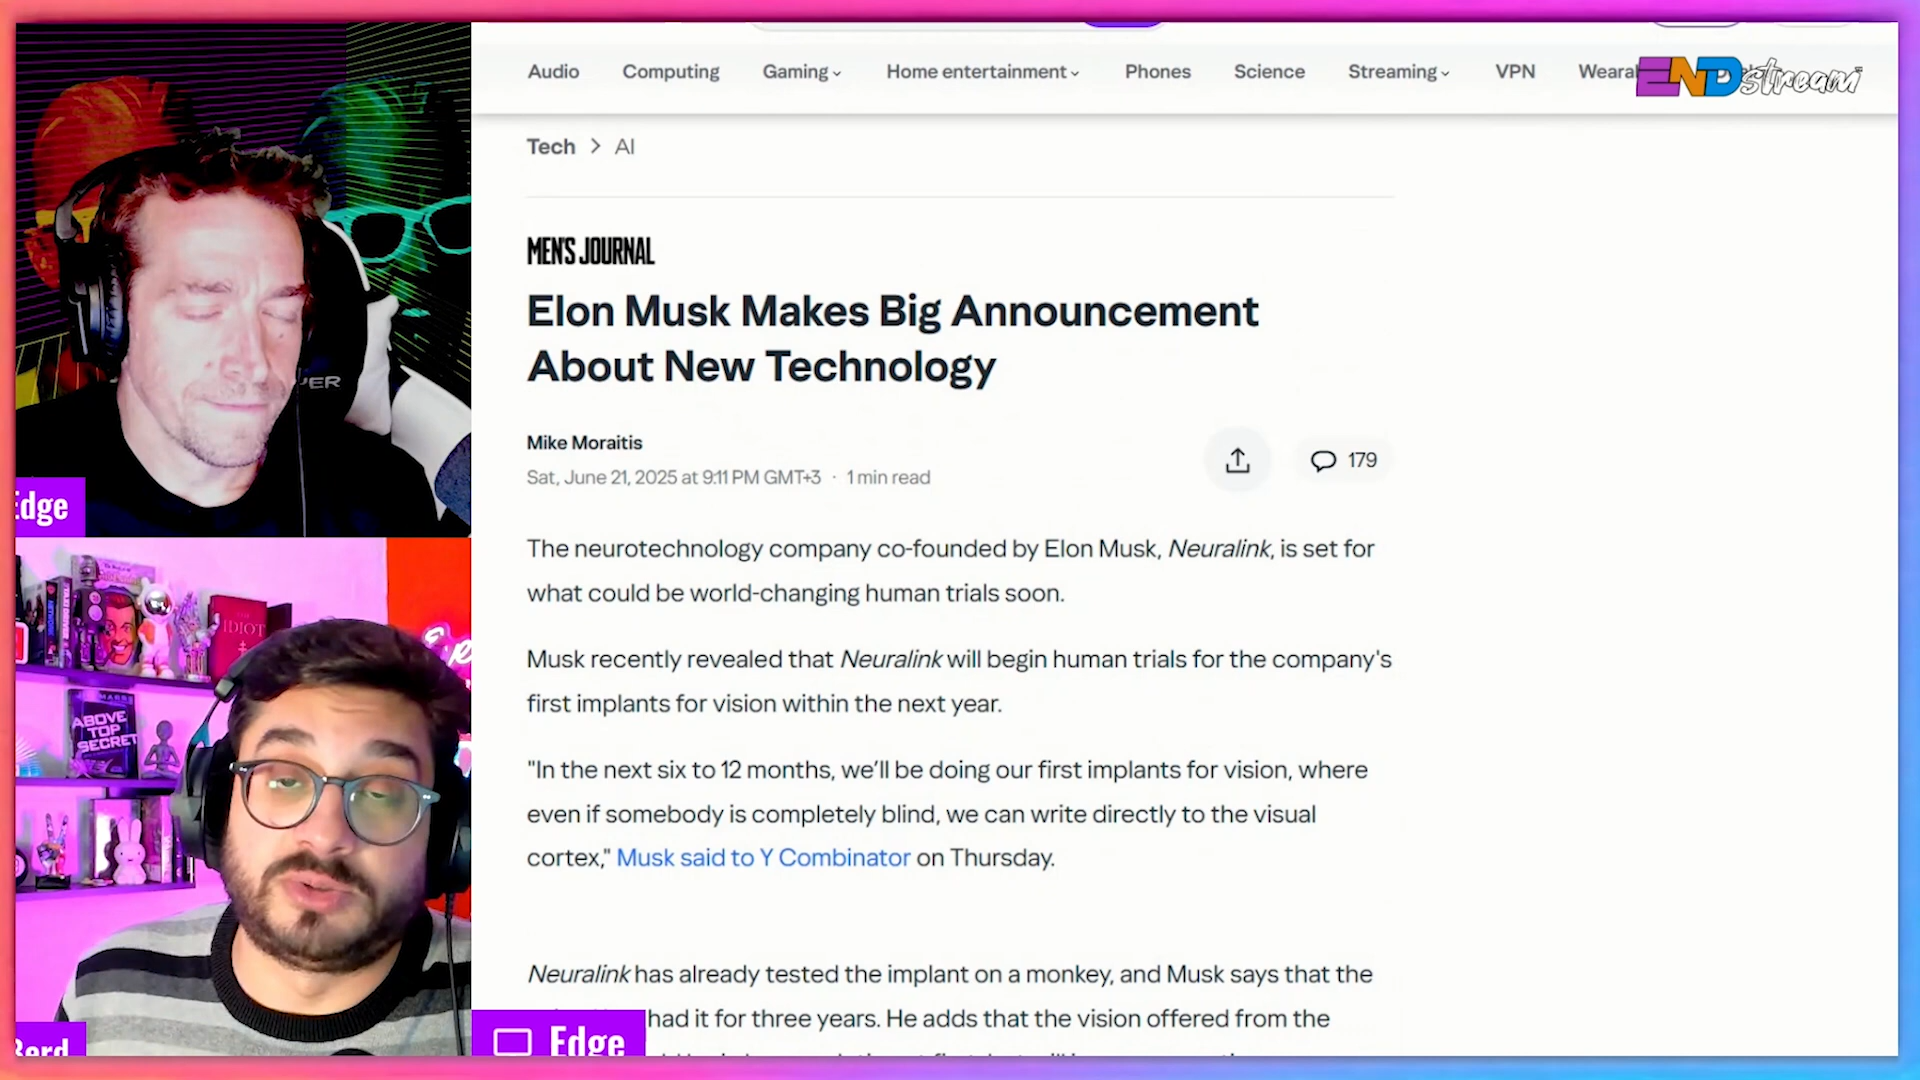 Audio Computing Gaming Home entertainment Phones Science Streaming VPN
ENDstream
Tech > AI
MEN'S JOURNAL
Elon Musk Makes Big Announcement
About New Technology
Mike Moraitis
Sat, June 21, 2025 at 9:11 PM GMT+3 · 1 min read
179
The neurotechnology company co-founded by Elon Musk, Neuralink, is set for
what could be world-changing human trials soon.
Musk recently revealed that Neuralink will begin human trials for the company's
first implants for vision within the next year.
"In the next six to 12 months, we'll be doing our first implants for vision, where
even if somebody is completely blind, we can write directly to the visual
cortex," Musk said to Y Combinator on Thursday.
Neuralink has already tested the implant on a monkey, and Musk says that the
had it for three years. He adds that the vision offered from the
Edge
Edge
IDIOT
ABOVE
TOP
SECRET